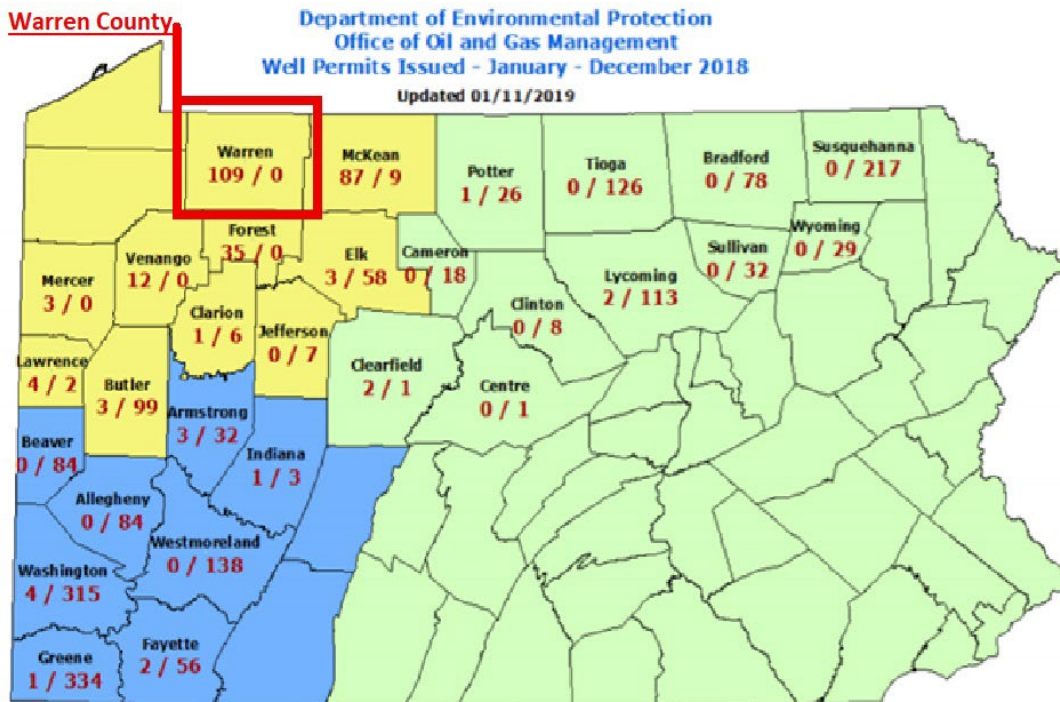 Warren County
Department of Environmental Protection
Office of Oil and Gas Management
Well Permits Issued - January - December 2018
Updated 01/11/2019
Warren
109 / 0
McKean
87 / 9
Potter
1 / 26
Tioga
0 / 126
Bradford
0 / 78
Susquehanna
0 / 217
Mercer
3 / 0
Venango
12 / 0
Forest
35 / 0
Elk
3 / 58
Cameron
0 / 18
Lycoming
2 / 113
Sullivan
0 / 32
Wyoming
0 / 29
Clarion
1 / 6
Jefferson
0 / 7
Clinton
0 / 8
Lawrence
4 / 2
Butler
3 / 99
Clearfield
2 / 1
Centre
0 / 1
Armstrong
3 / 32
Beaver
0 / 84
Indiana
1 / 3
Allegheny
0 / 84
Westmoreland
0 / 138
Washington
4 / 315
Fayette
2 / 56
Greene
1 / 334